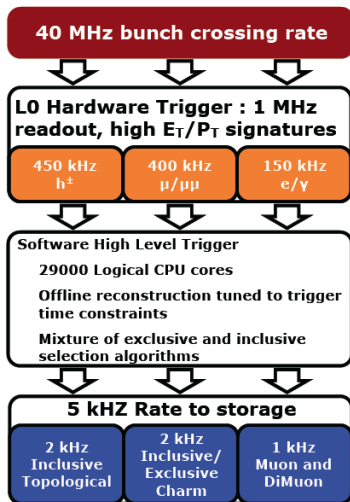 40 MHz bunch crossing rate
L0 Hardware Trigger : 1 MHz
readout, high E_T/P_T signatures
450 kHz
h±
400 kHz
μ/μμ
150 kHz
e/γ
Software High Level Trigger
29000 Logical CPU cores
Offline reconstruction tuned to trigger
time constraints
Mixture of exclusive and inclusive
selection algorithms
5 kHZ Rate to storage
2 kHz
Inclusive
Topological
2 kHz
Inclusive/
Exclusive
Charm
1 kHz
Muon and
DiMuon